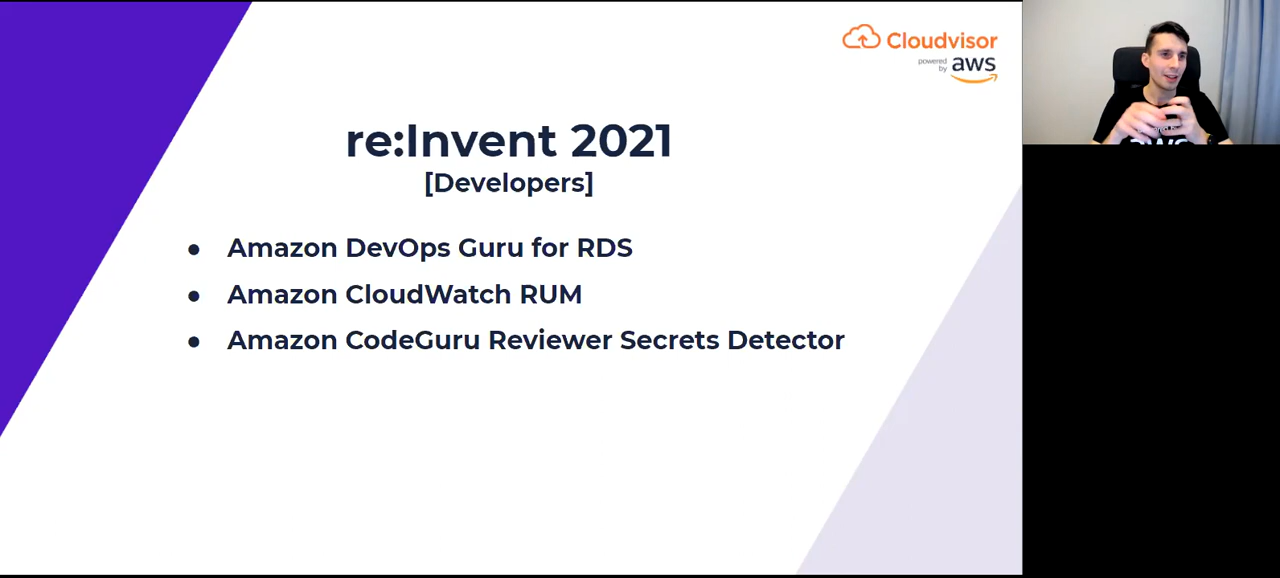 Cloudvisor
powered by aws
re:Invent 2021
[Developers]
● Amazon DevOps Guru for RDS
● Amazon CloudWatch RUM
● Amazon CodeGuru Reviewer Secrets Detector
aws